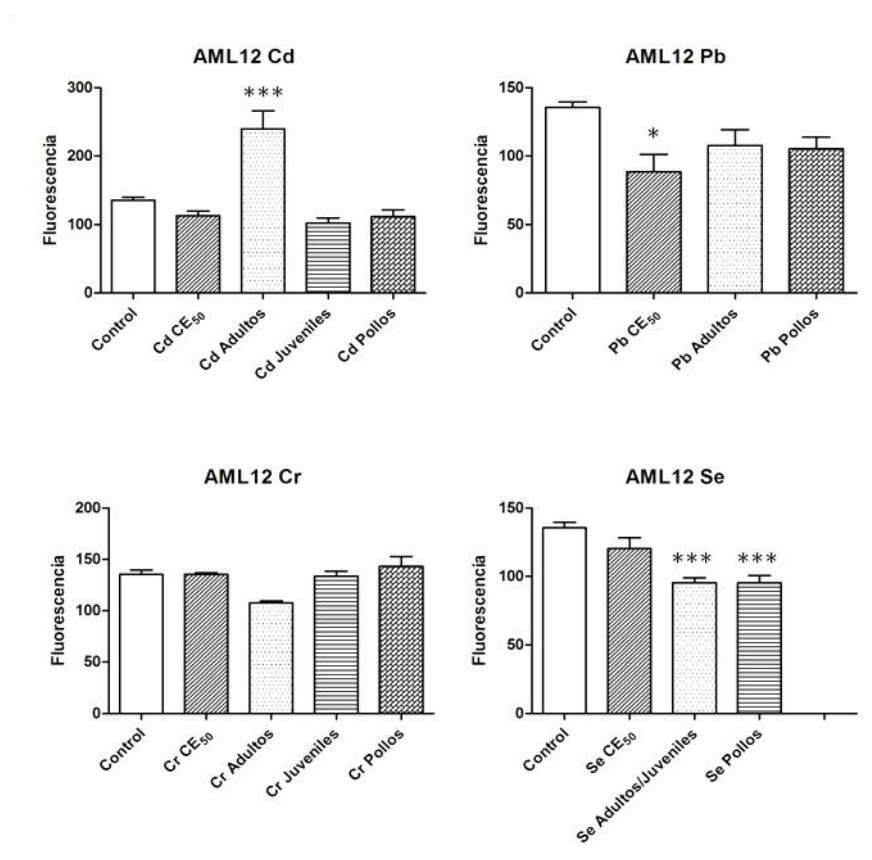 AML12 Cd
300
200
100
0
Fluorescencia
***
Control
Cd CE50
Cd Adultos
Cd Juveniles
Cd Pollos
AML12 Pb
150
100
50
0
Fluorescencia
*
Control
Pb CE50
Pb Adultos
Pb Pollos
AML12 Cr
200
150
100
50
0
Fluorescencia
Control
Cr CE50
Cr Adultos
Cr Juveniles
Cr Pollos
AML12 Se
150
100
50
0
Fluorescencia
*** ***
Control
Se CE50
Se Adultos/Juveniles
Se Pollos